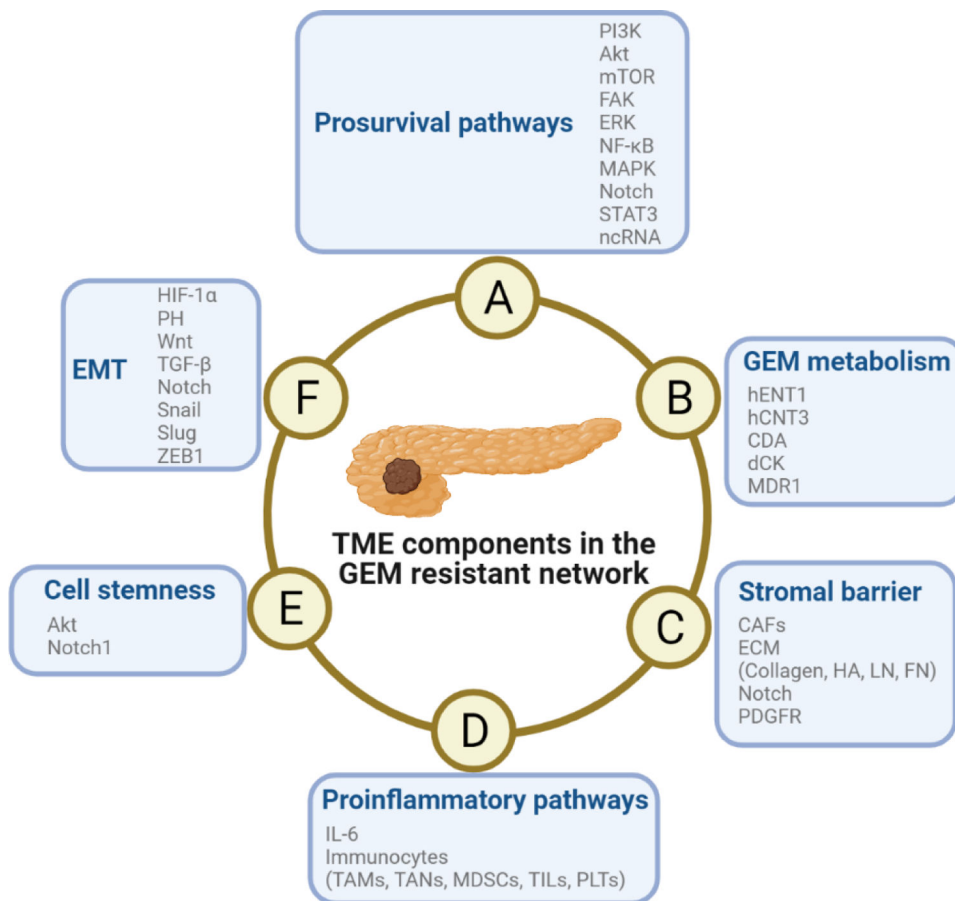 Prosurvival pathways
PI3K
Akt
mTOR
FAK
ERK
NF-κB
MAPK
Notch
STAT3
ncRNA
A
B
GEM metabolism
hENT1
hCNT3
CDA
dCK
MDR1
C
Stromal barrier
CAFs
ECM
(Collagen, HA, LN, FN)
Notch
PDGFR
D
Proinflammatory pathways
IL-6
Immunocytes
(TAMs, TANs, MDSCs, TILs, PLTs)
E
Cell stemness
Akt
Notch1
F
EMT
HIF-1α
PH
Wnt
TGF-β
Notch
Snail
Slug
ZEB1
TME components in the
GEM resistant network